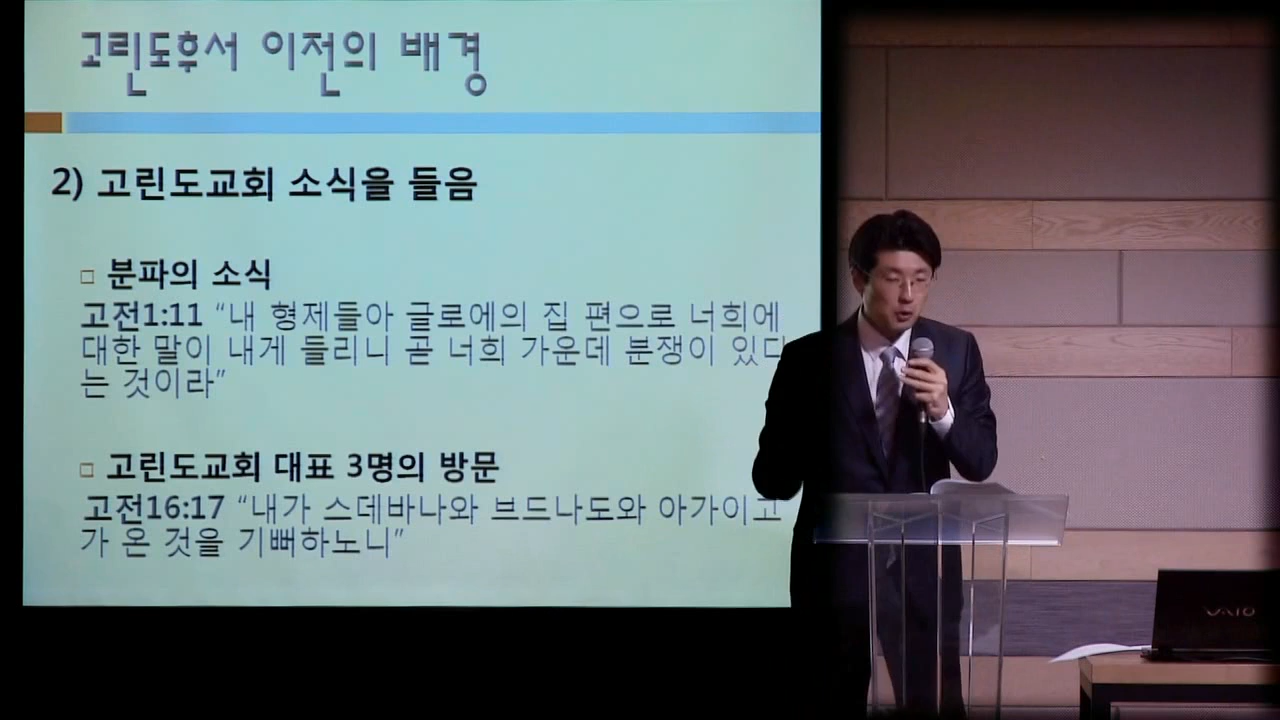 고린도후서 이전의 배경
2) 고린도교회 소식을 들음
분파의 소식
고전1:11 “내 형제들아 글로에의 집 편으로 너희에
대한 말이 내게 들리니 곧 너희 가운데 분쟁이 있다
는 것이라”
고린도교회 대표 3명의 방문
고전16:17 “내가 스데바나와 브드나도와 아가이고
가 온 것을 기뻐하노니”
VAIO